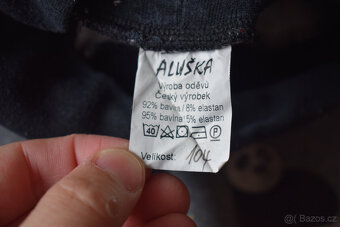 ALUŠKA
Výroba oděvů
Český výrobek
92% bavlna/ 8% elastan
95% bavlna/ 5% elastan
40 P
Velikost: 104
© Bazos.cz